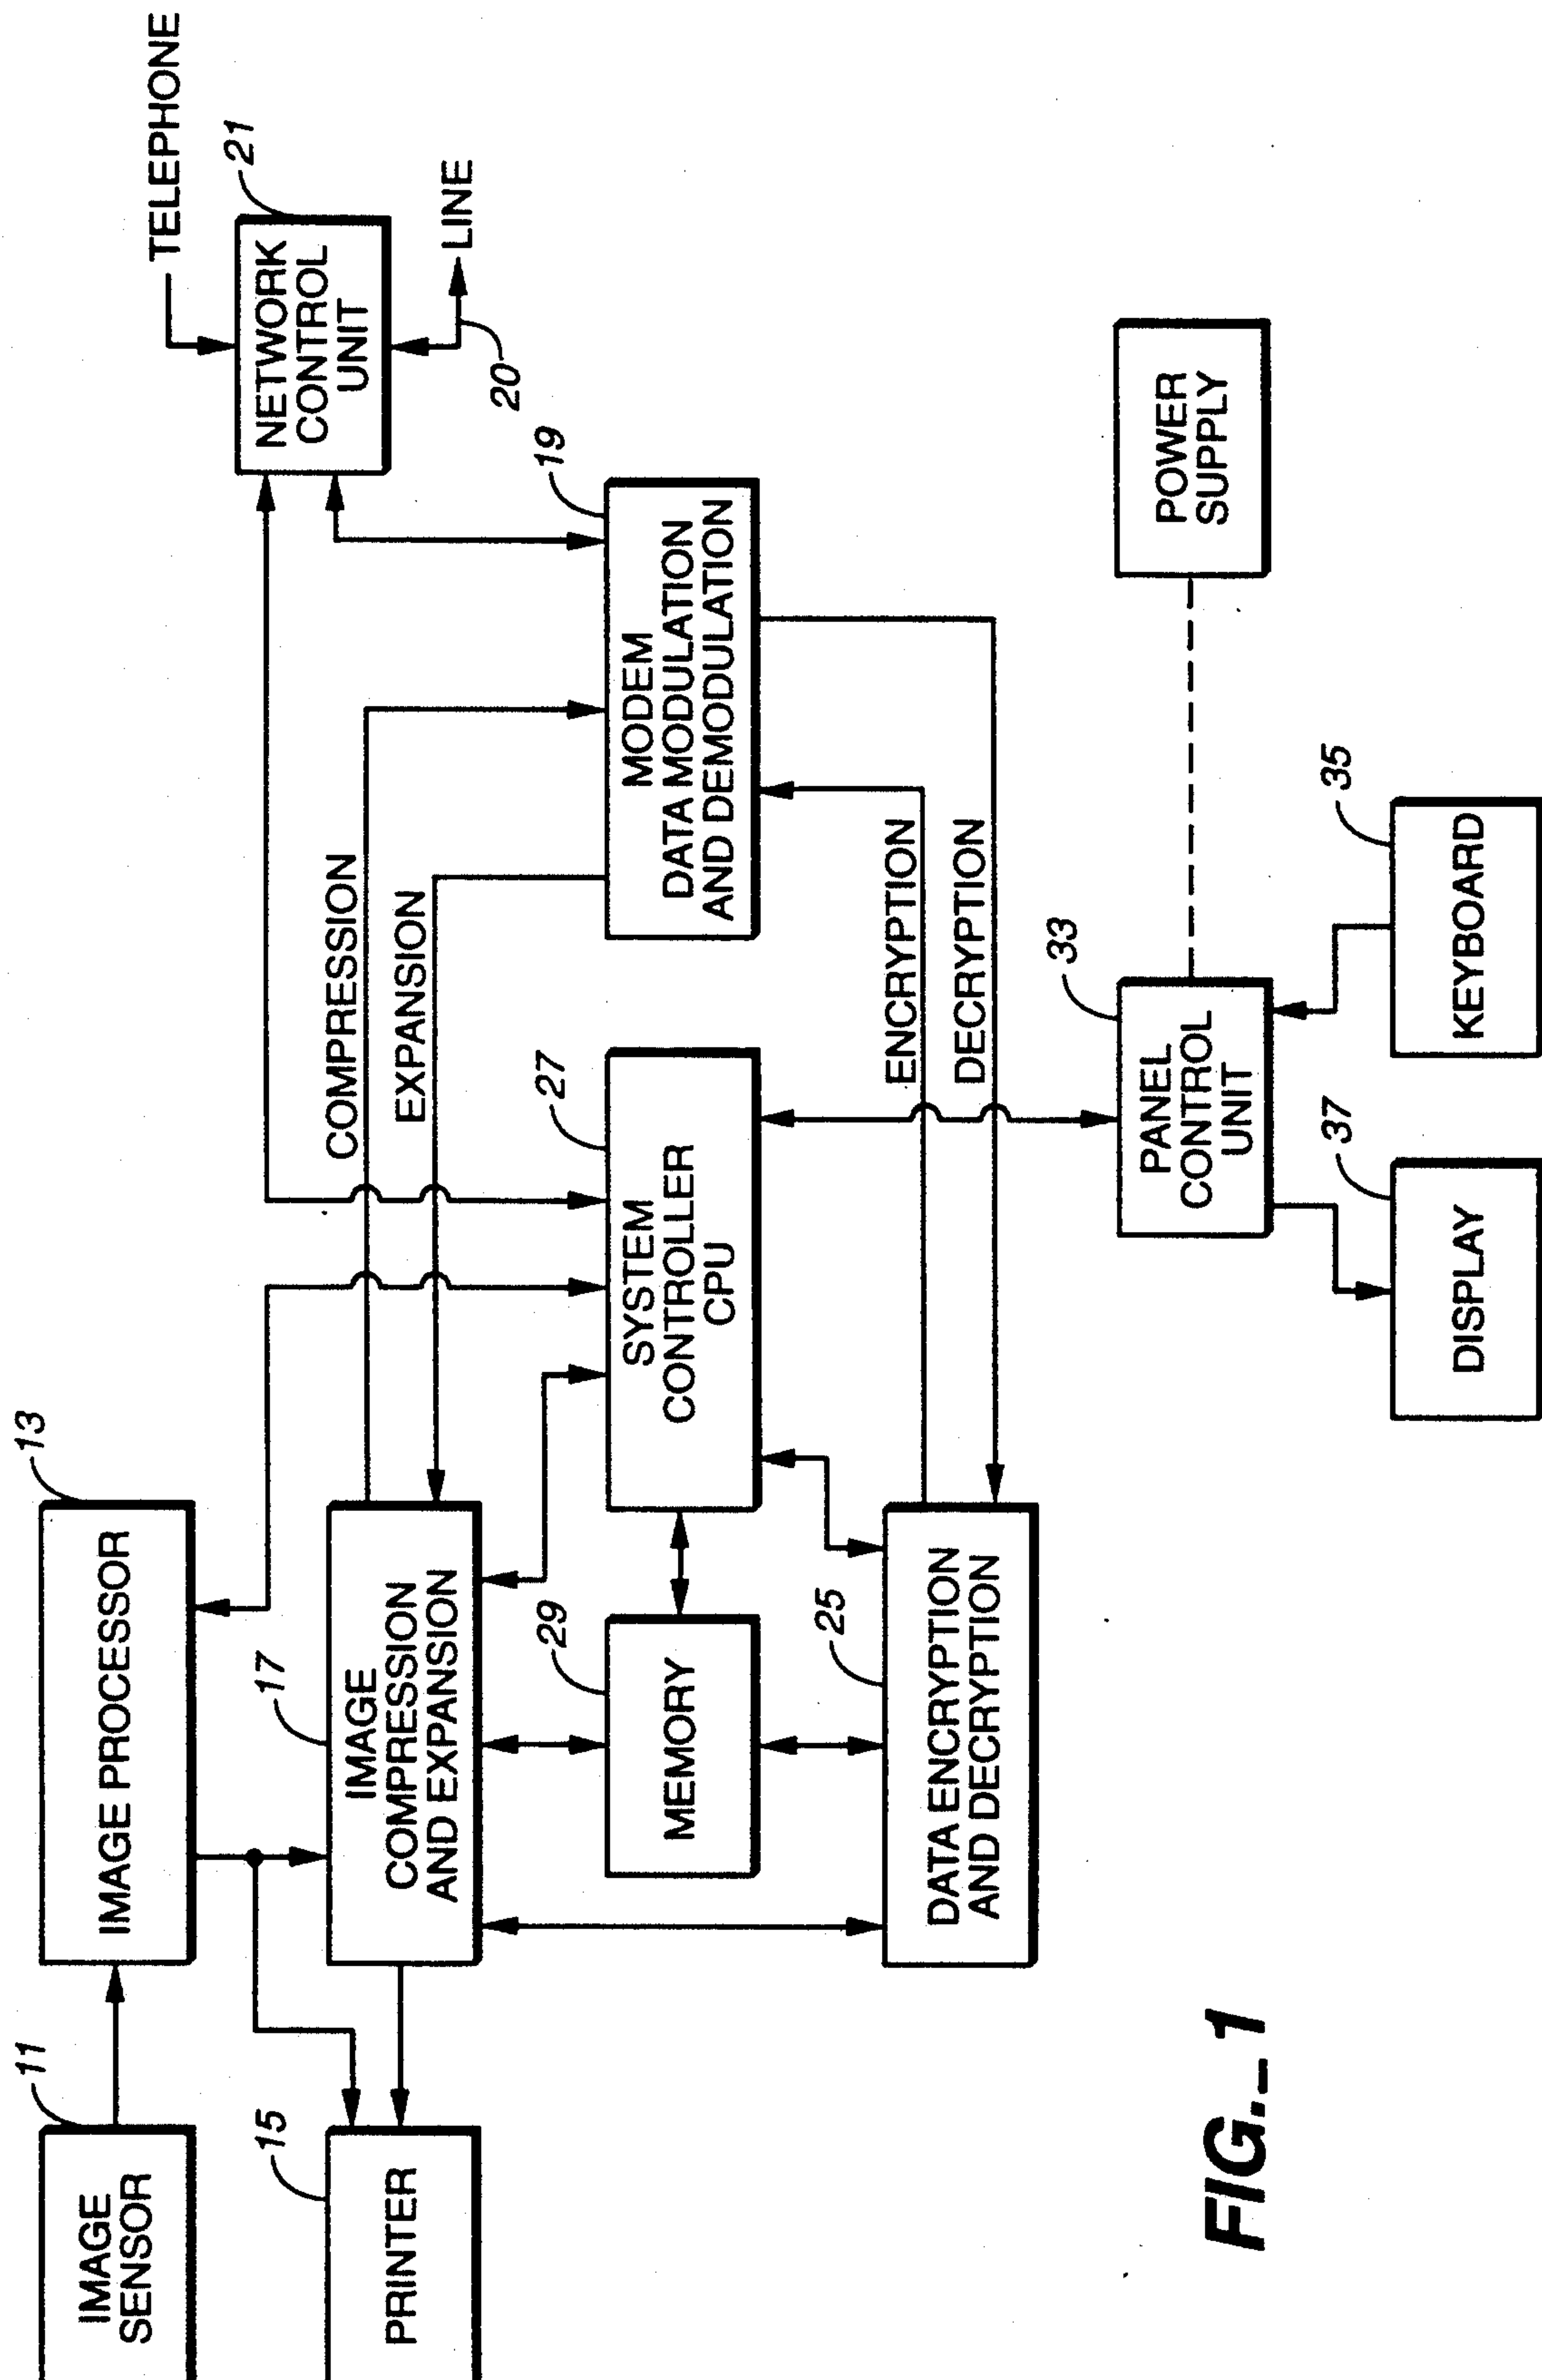 11
IMAGE
SENSOR
13
IMAGE PROCESSOR
TELEPHONE
21
NETWORK
CONTROL
UNIT
LINE
20
15
PRINTER
17
IMAGE
COMPRESSION
AND EXPANSION
COMPRESSION
EXPANSION
29
MEMORY
27
SYSTEM
CONTROLLER
CPU
19
MODEM
DATA MODULATION
AND DEMODULATION
25
DATA ENCRYPTION
AND DECRYPTION
ENCRYPTION
DECRYPTION
33
PANEL
CONTROL
UNIT
POWER
SUPPLY
37
DISPLAY
35
KEYBOARD
FIG._1